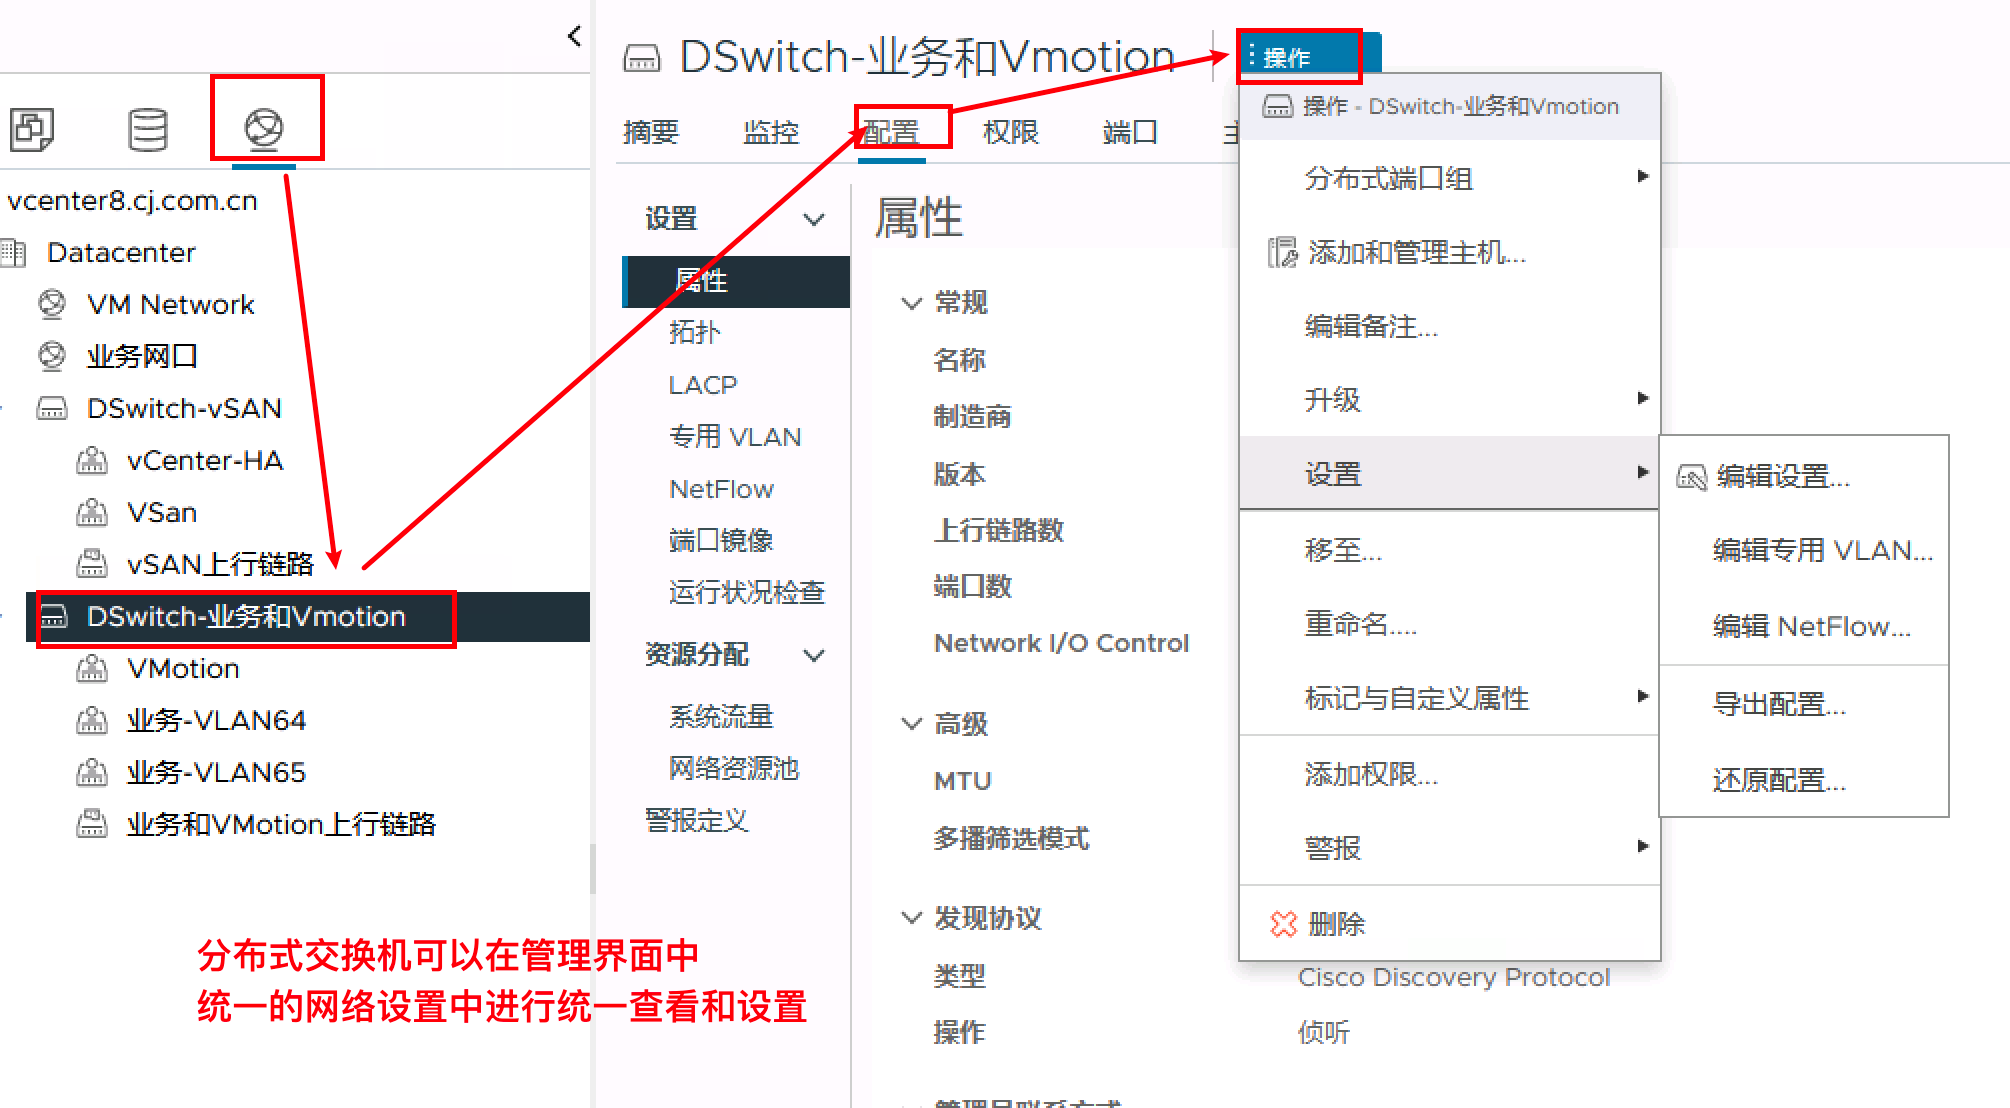 DSwitch-业务和Vmotion
操作
摘要
监控
配置
权限
端口
vcenter8.cj.com.cn
Datacenter
VM Network
业务网口
DSwitch-vSAN
vCenter-HA
VSan
vSAN上行链路
DSwitch-业务和Vmotion
VMotion
业务-VLAN64
业务-VLAN65
业务和VMotion上行链路
设置
属性
拓扑
LACP
专用 VLAN
NetFlow
端口镜像
运行状况检查
资源分配
系统流量
网络资源池
警报定义
属性
常规
名称
制造商
版本
上行链路数
端口数
Network I/O Control
高级
MTU
多播筛选模式
发现协议
类型
Cisco Discovery Protocol
操作
侦听
操作 - DSwitch-业务和Vmotion
分布式端口组
添加和管理主机...
编辑备注...
升级
设置
移至...
重命名....
标记与自定义属性
添加权限...
警报
删除
编辑设置...
编辑专用 VLAN...
编辑 NetFlow...
导出配置...
还原配置...
分布式交换机可以在管理界面中
统一的网络设置中进行统一查看和设置